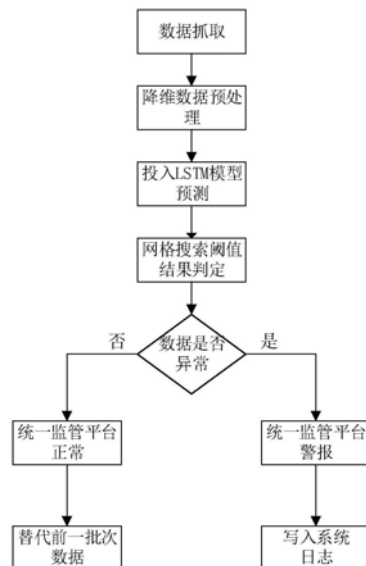 数据抓取
降维数据预处
理
投入LSTM模型
预测
网格搜索阈值
结果判定
数据是否
异常
否
是
统一监管平台
正常
统一监管平台
警报
替代前一批次
数据
写入系统
日志